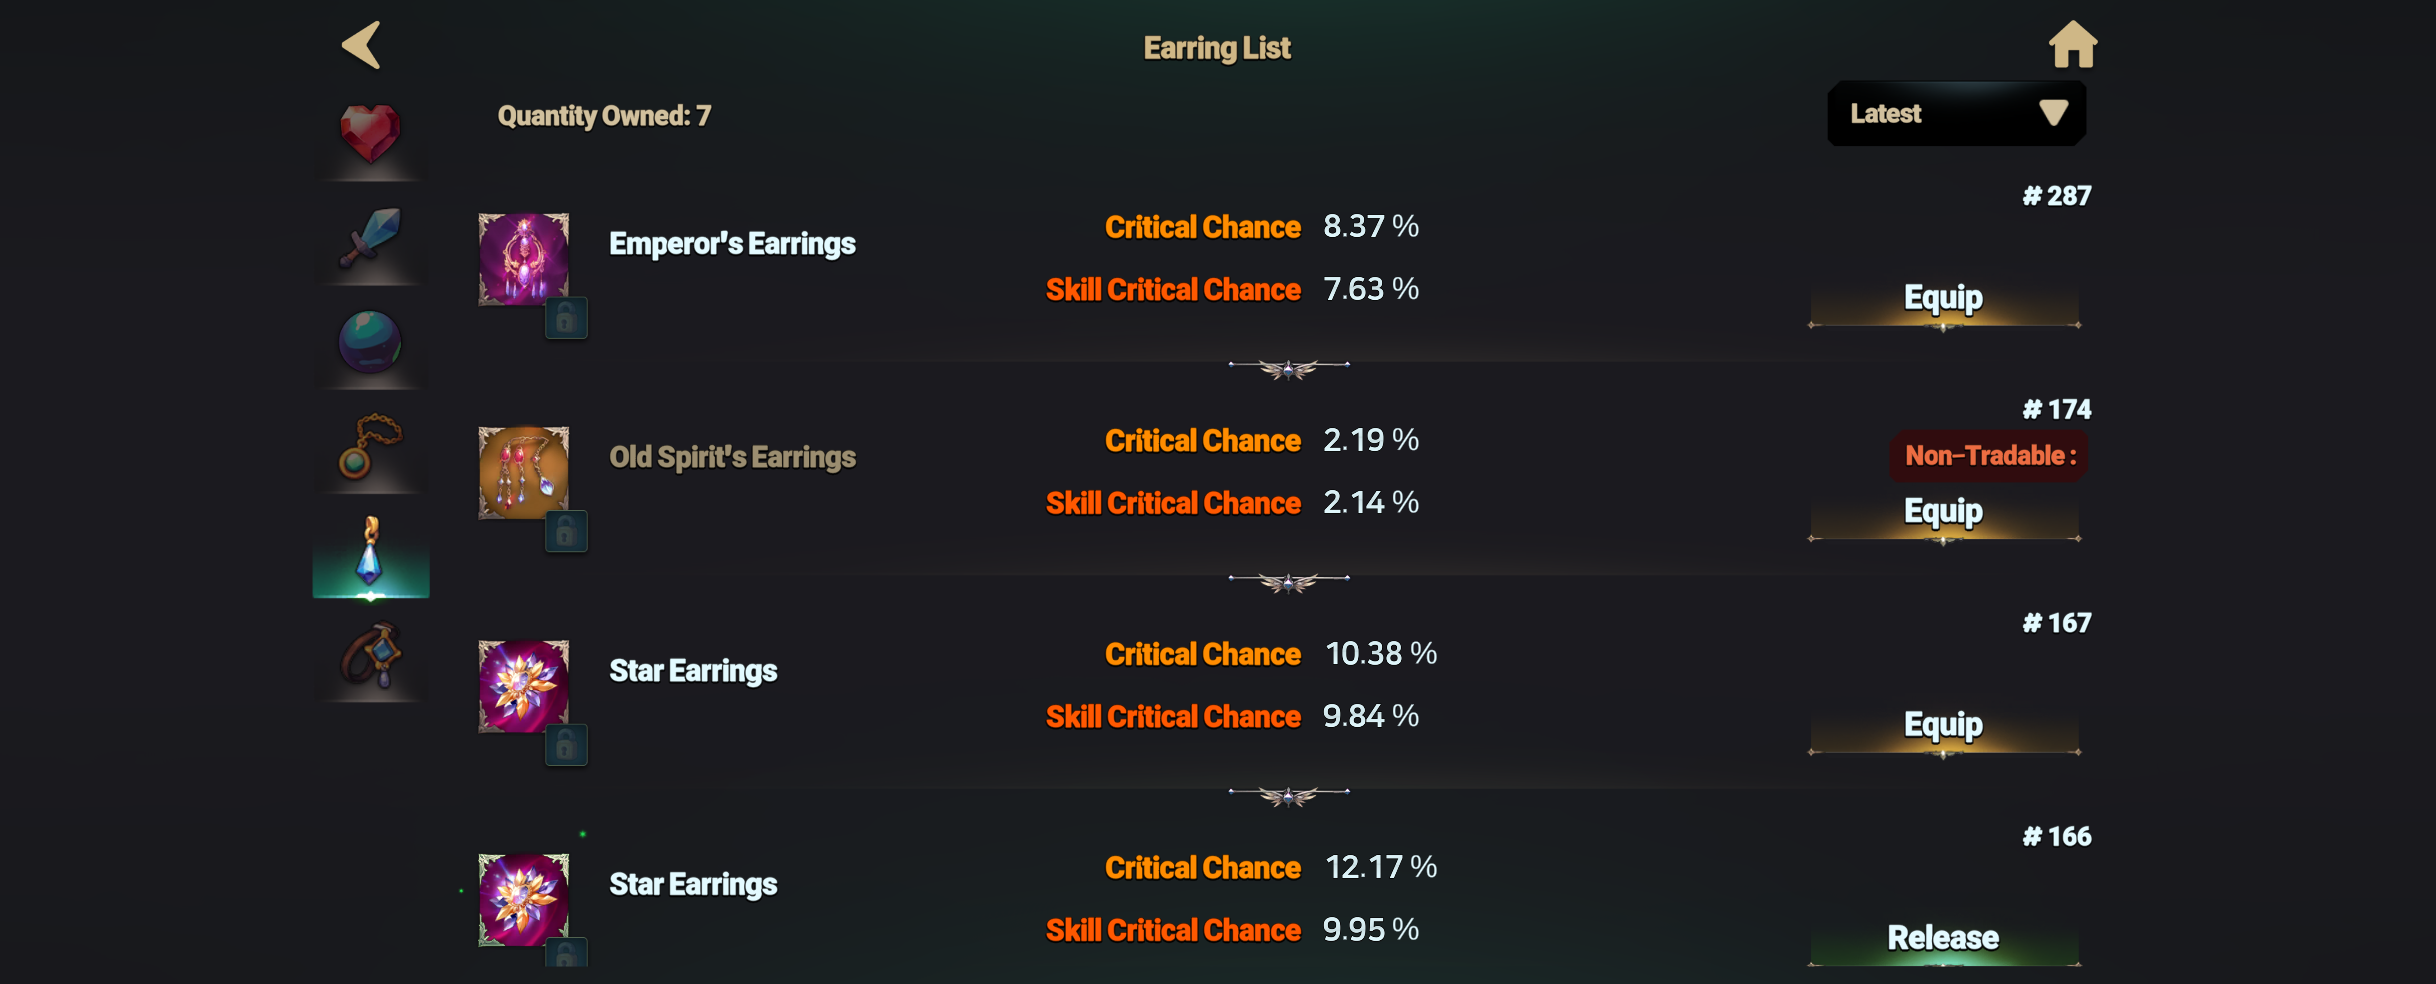 Earring List
Quantity Owned: 7
Latest
# 287
Emperor's Earrings
Critical Chance 8.37 %
Skill Critical Chance 7.63 %
Equip
# 174
Non-Tradable :
Old Spirit's Earrings
Critical Chance 2.19 %
Skill Critical Chance 2.14 %
Equip
# 167
Star Earrings
Critical Chance 10.38 %
Skill Critical Chance 9.84 %
Equip
# 166
Star Earrings
Critical Chance 12.17 %
Skill Critical Chance 9.95 %
Release